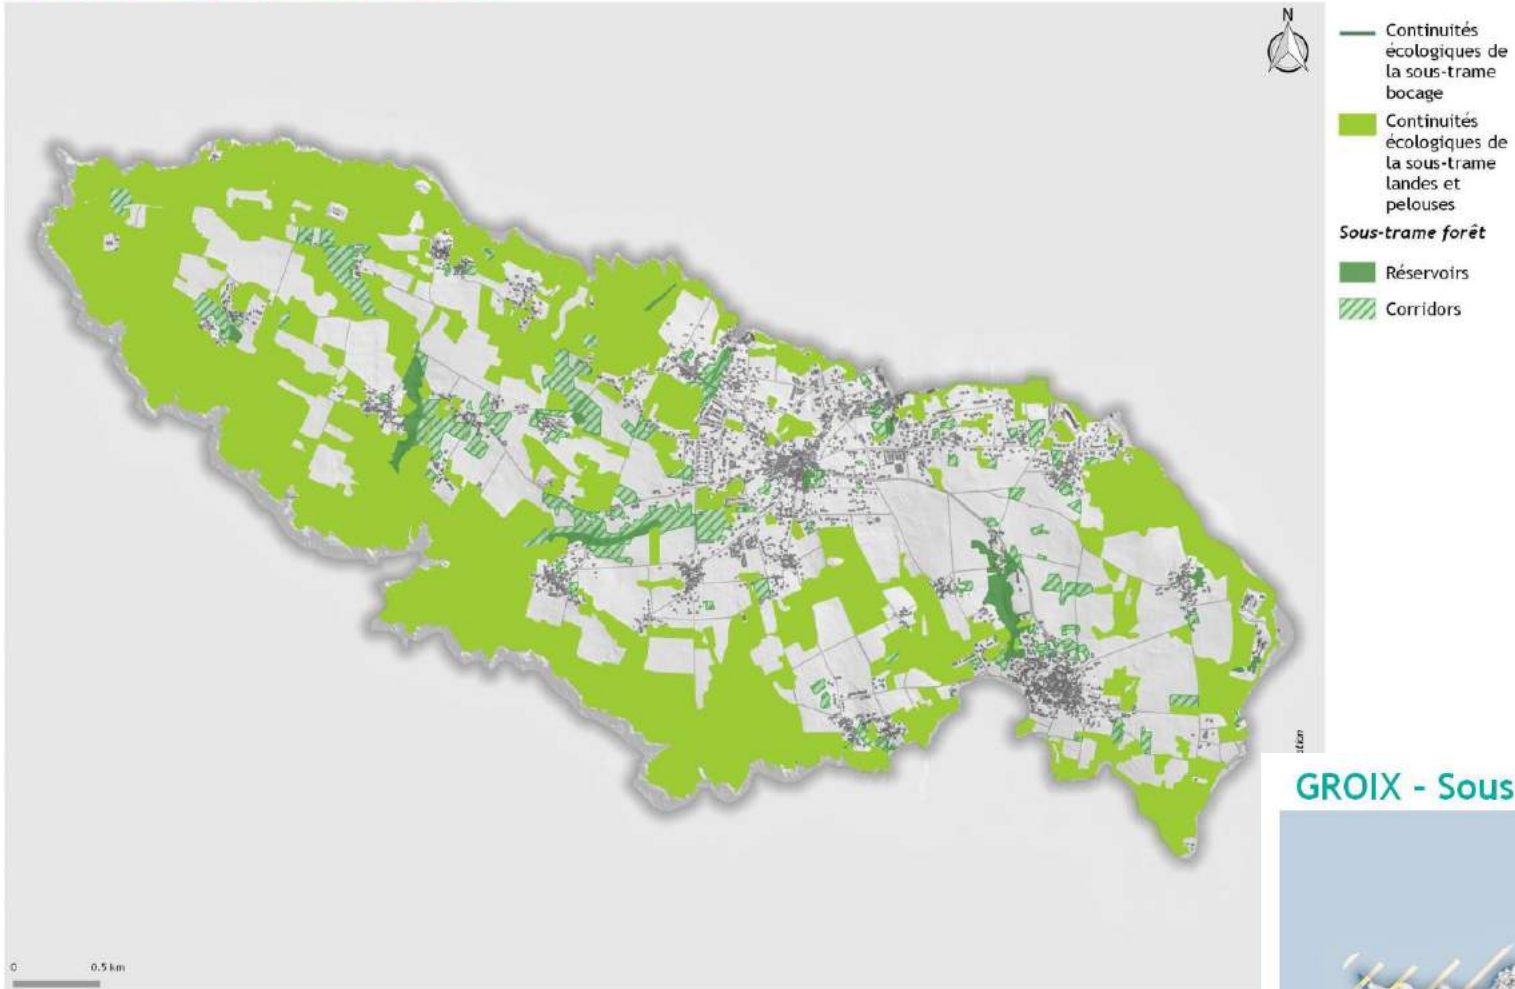 N
Continuités
écologiques de
la sous-trame
bocage
Continuités
écologiques de
la sous-trame
landes et
pelouses
Sous-trame forêt
Réservoirs
Corridors
GROIX - Sous
0 0.5 km